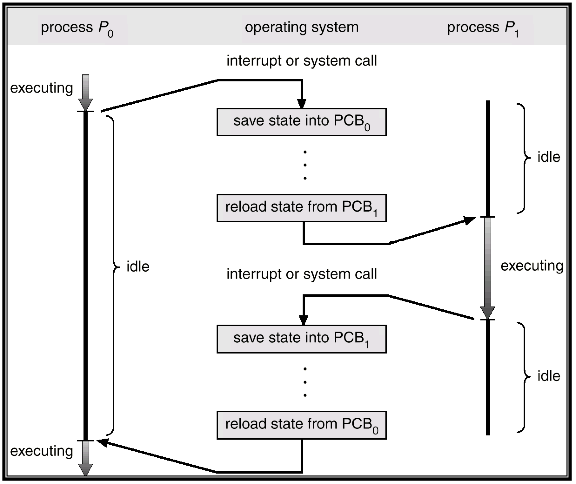 process P0
operating system
process P1
interrupt or system call
executing
save state into PCB0
idle
reload state from PCB1
idle
interrupt or system call
executing
save state into PCB1
idle
reload state from PCB0
executing